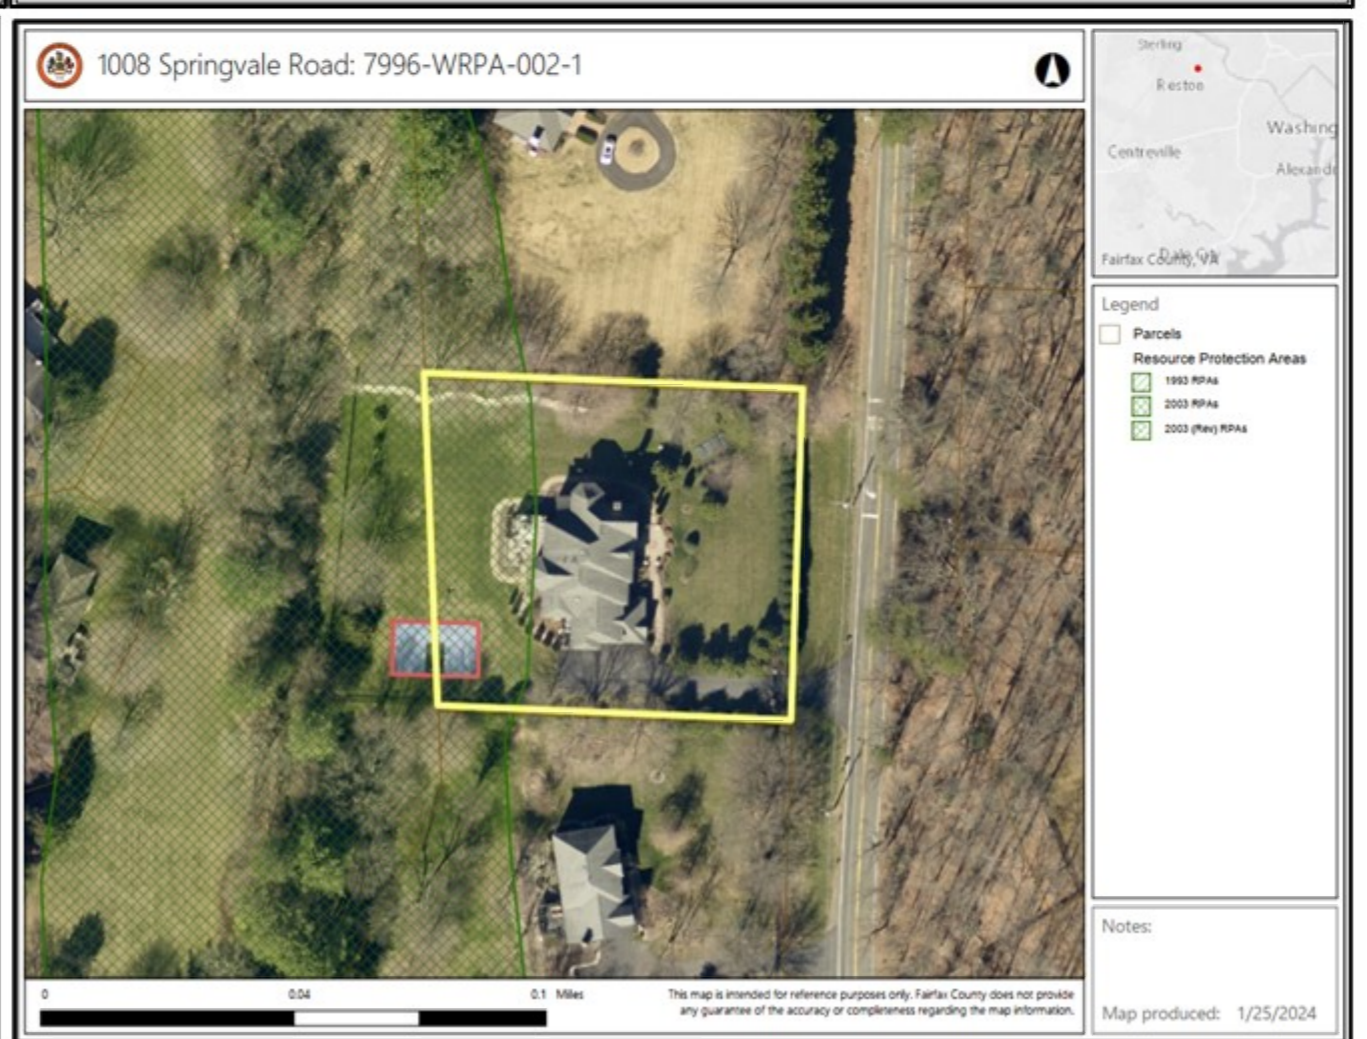 1008 Springvale Road: 7996-WRPA-002-1
Sterling
Reston
Washing
Centreville
Alexandr
Dale City
Fairfax County, VA
Legend
Parcels
Resource Protection Areas
1993 RPAs
2003 RPAs
2003 (Rev) RPAs
Notes:
Map produced: 1/25/2024
0 0.04 0.1 Miles
This map is intended for reference purposes only. Fairfax County does not provide
any guarantee of the accuracy or completeness regarding the map information.